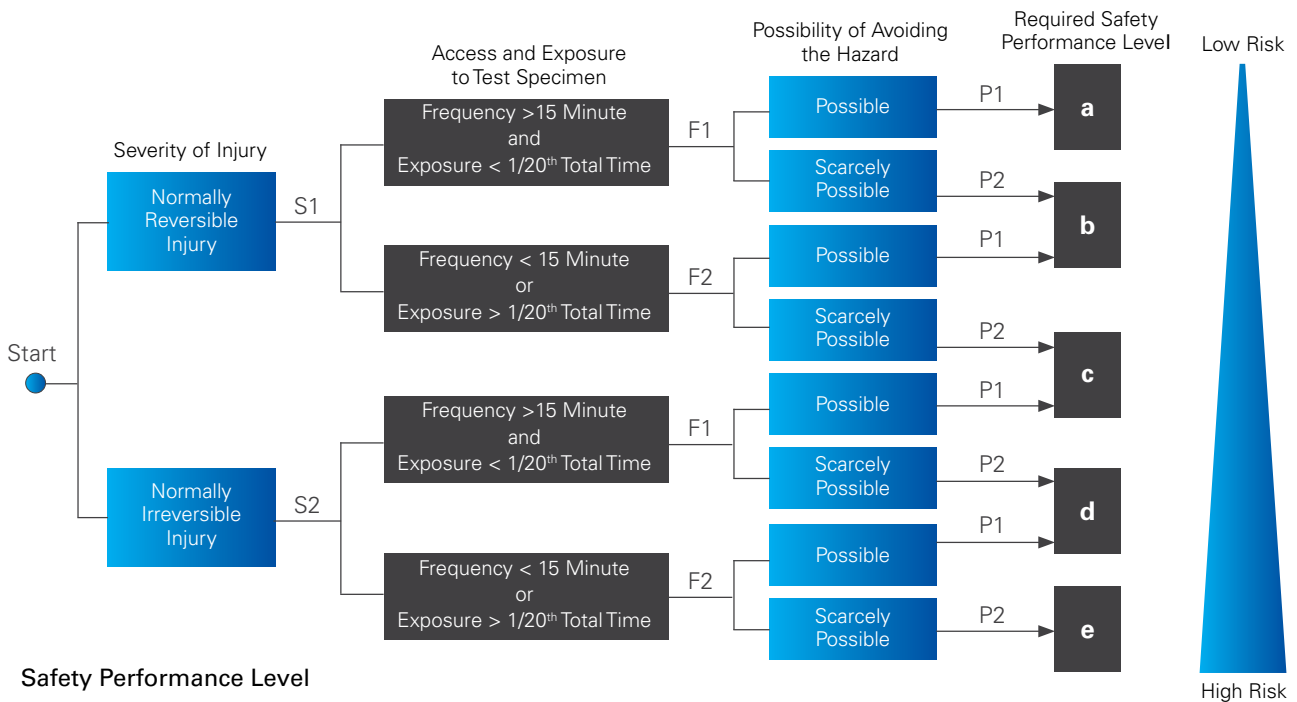 Access and Exposure
to Test Specimen
Possibility of Avoiding
the Hazard
Required Safety
Performance Level
Low Risk
Severity of Injury
Start
Normally
Reversible
Injury
S1
Frequency >15 Minute
and
Exposure < 1/20th Total Time
F1
Possible
P1
a
Scarcely
Possible
P2
b
Frequency < 15 Minute
or
Exposure > 1/20th Total Time
F2
Possible
P1
Scarcely
Possible
P2
c
Normally
Irreversible
Injury
S2
Frequency >15 Minute
and
Exposure < 1/20th Total Time
F1
Possible
P1
Scarcely
Possible
P2
d
Frequency < 15 Minute
or
Exposure > 1/20th Total Time
F2
Possible
P1
Scarcely
Possible
P2
e
Safety Performance Level
High Risk